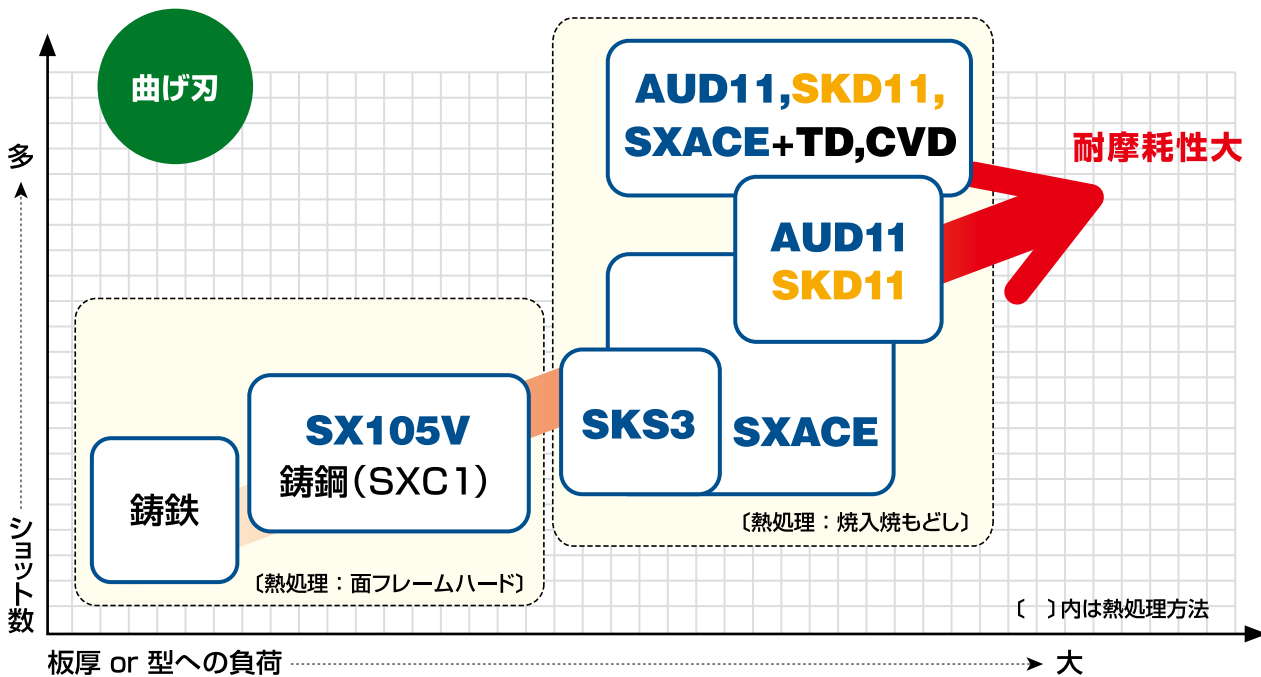 曲げ刃
AUD11,SKD11,
SXACE+TD,CVD
耐摩耗性大
AUD11
SKD11
SKS3
SXACE
〔熱処理：焼入焼もどし〕
SX105V
鋳鋼(SXC1)
鋳鉄
〔熱処理：面フレームハード〕
〔　〕内は熱処理方法
多
ショット数
板厚 or 型への負荷
大